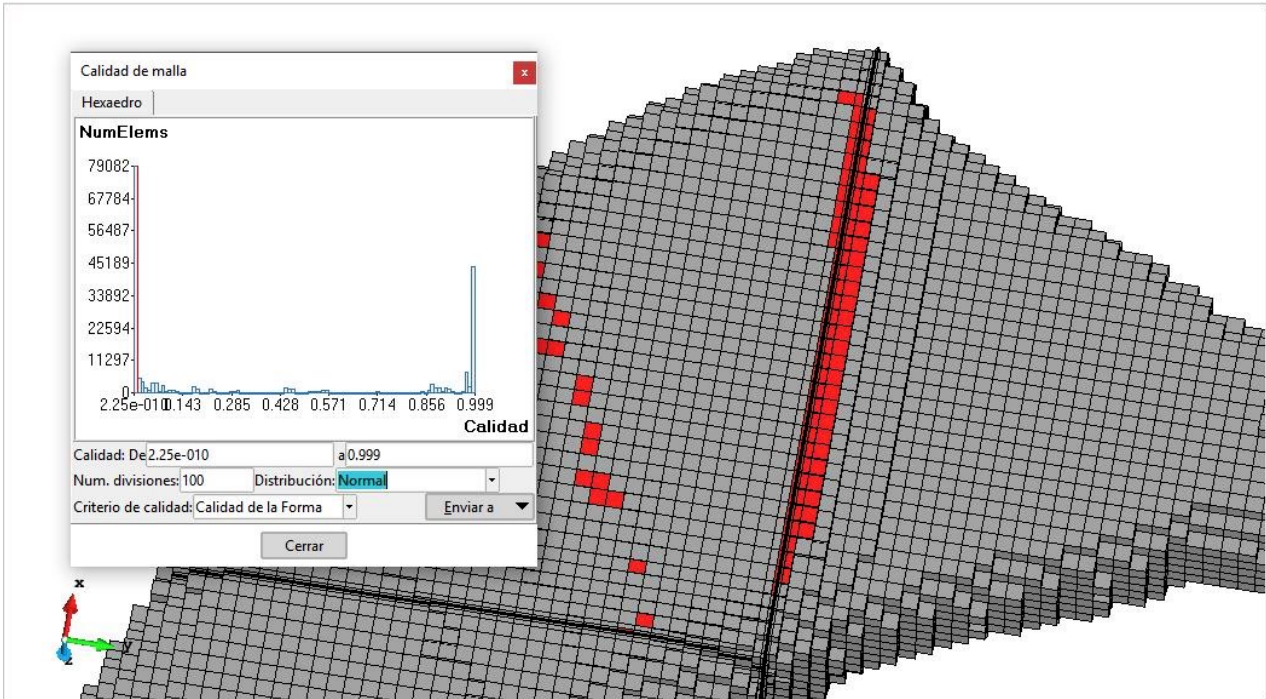 Calidad de malla
x
Hexaedro
NumElems
79082
67784
56487
45189
33892
22594
11297
0
2.25e-010 0.143 0.285 0.428 0.571 0.714 0.856 0.999
Calidad
Calidad: De 2.25e-010 a 0.999
Num. divisiones: 100 Distribución: Normal
Criterio de calidad: Calidad de la Forma Enviar a
Cerrar
x
y
z